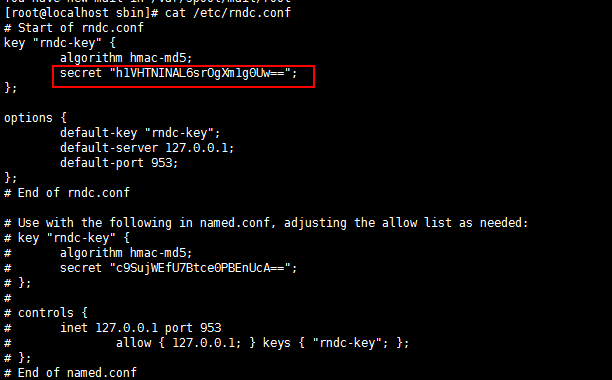 You have new mail in /var/spool/mail/root
[root@localhost sbin]# cat /etc/rndc.conf
# Start of rndc.conf
key "rndc-key" {
        algorithm hmac-md5;
        secret "h1VHTNINAL6srOgXm1g0Uw==";
};

options {
        default-key "rndc-key";
        default-server 127.0.0.1;
        default-port 953;
};
# End of rndc.conf

# Use with the following in named.conf, adjusting the allow list as needed:
# key "rndc-key" {
#       algorithm hmac-md5;
#       secret "c9SujWEfU7Btce0PBEnUcA==";
# };
#
# controls {
#       inet 127.0.0.1 port 953
#               allow { 127.0.0.1; } keys { "rndc-key"; };
# };
# End of named.conf